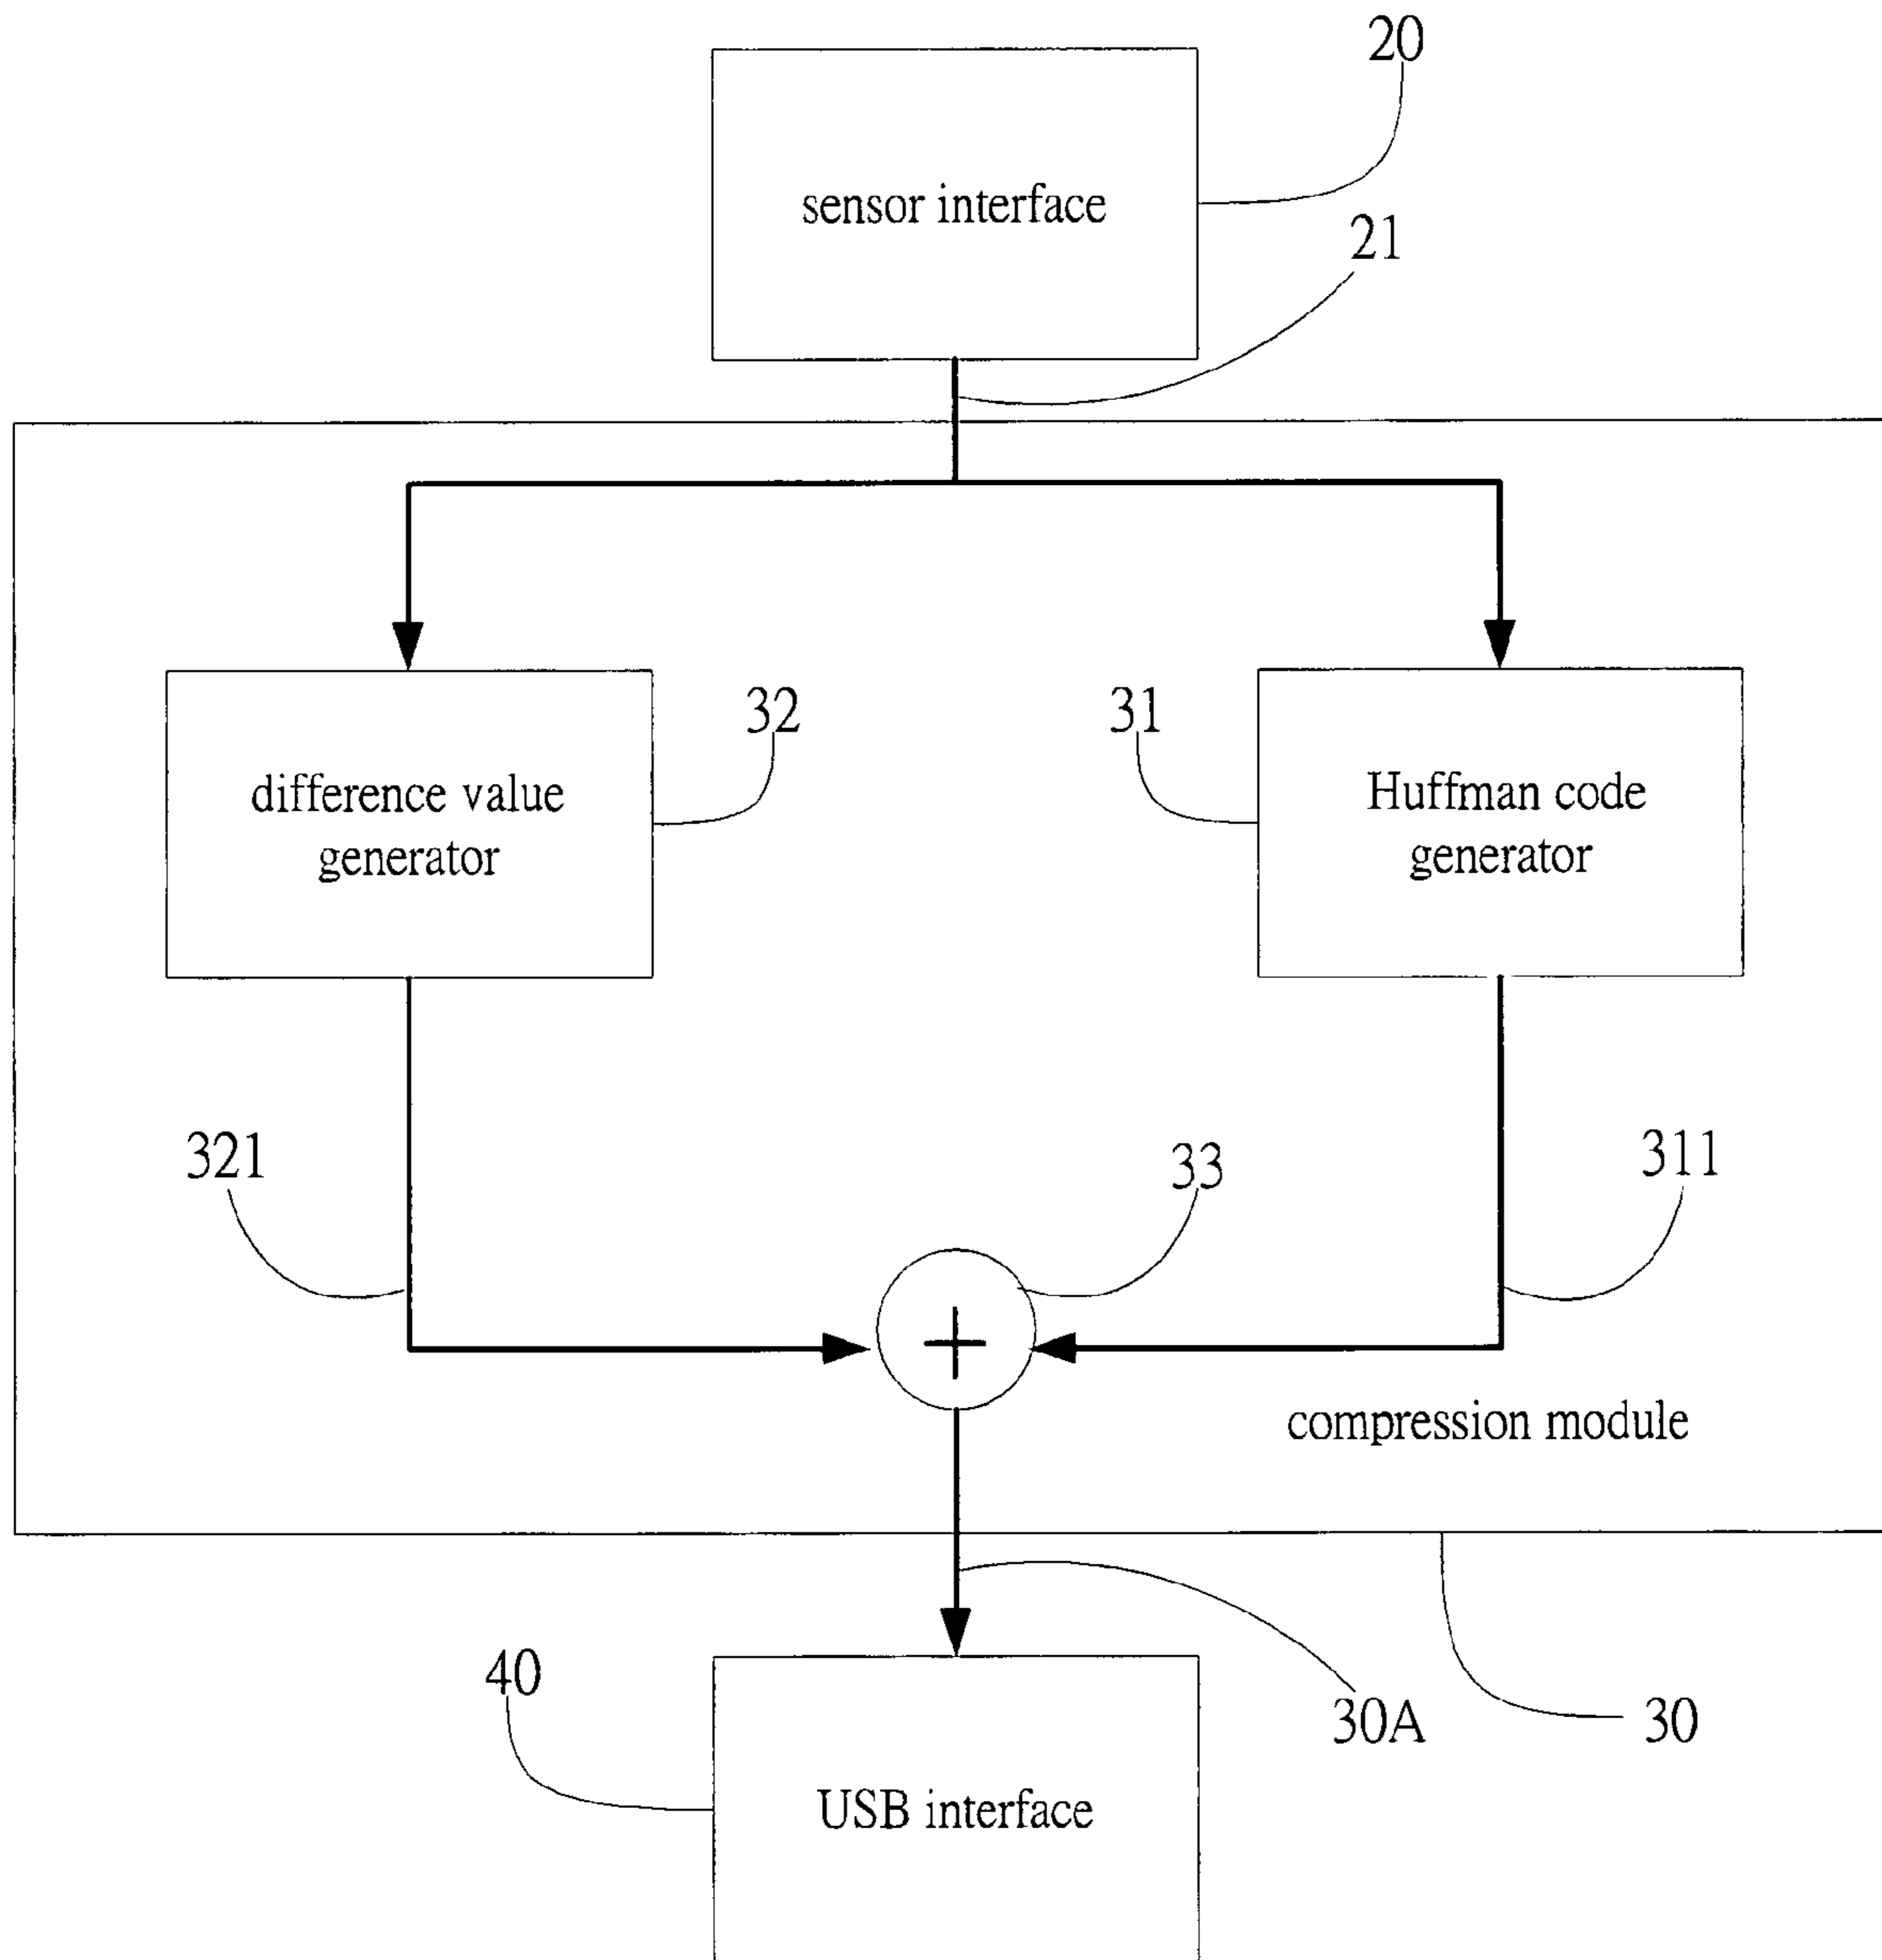 20
sensor interface
21
32
31
difference value
generator
Huffman code
generator
321
33
311
+
compression module
40
30A
30
USB interface